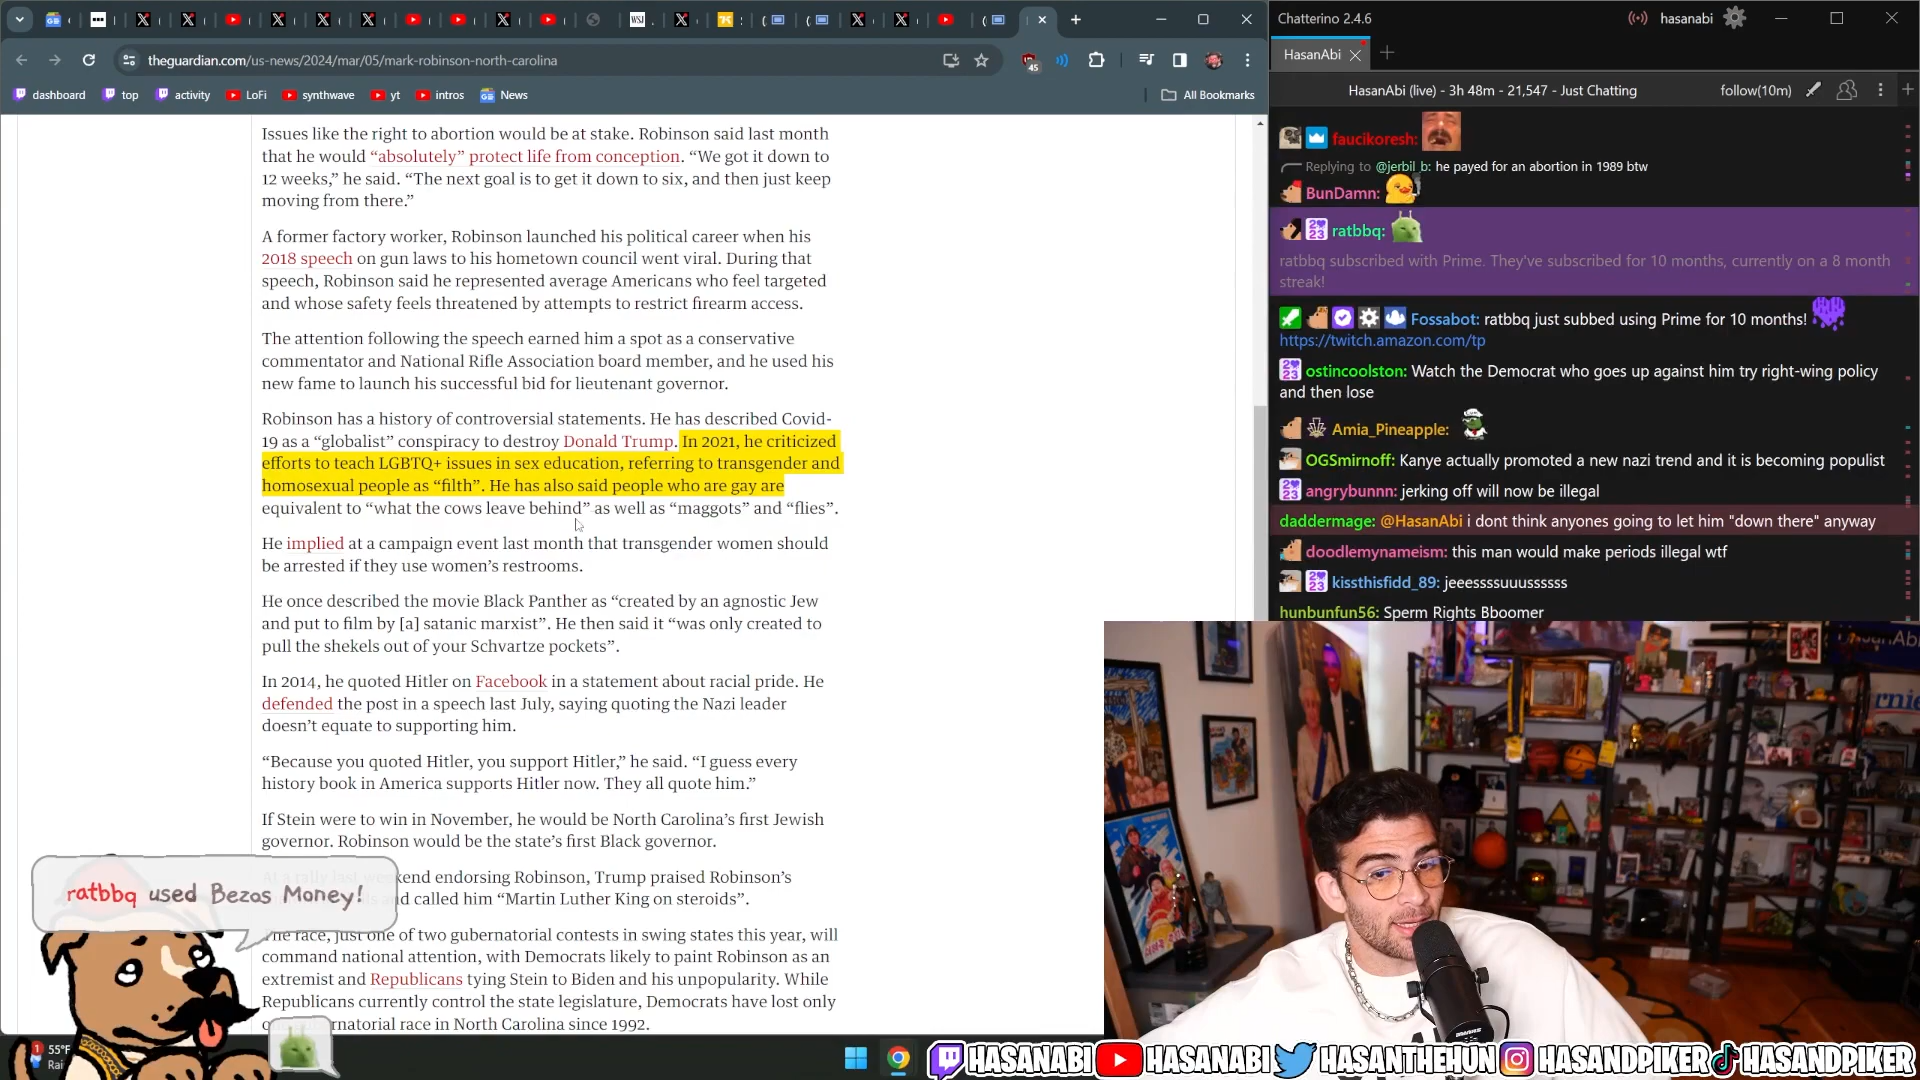 theguardian.com/us-news/2024/mar/05/mark-robinson-north-carolina
45
dashboard top activity LoFi synthwave yt intros News All Bookmarks
Issues like the right to abortion would be at stake. Robinson said last month
that he would “absolutely” protect life from conception. “We got it down to
12 weeks,” he said. “The next goal is to get it down to six, and then just keep
moving from there.”
A former factory worker, Robinson launched his political career when his
2018 speech on gun laws to his hometown council went viral. During that
speech, Robinson said he represented average Americans who feel targeted
and whose safety feels threatened by attempts to restrict firearm access.
The attention following the speech earned him a spot as a conservative
commentator and National Rifle Association board member, and he used his
new fame to launch his successful bid for lieutenant governor.
Robinson has a history of controversial statements. He has described Covid-
19 as a “globalist” conspiracy to destroy Donald Trump. In 2021, he criticized
efforts to teach LGBTQ+ issues in sex education, referring to transgender and
homosexual people as “filth”. He has also said people who are gay are
equivalent to “what the cows leave behind” as well as “maggots” and “flies”.
He implied at a campaign event last month that transgender women should
be arrested if they use women’s restrooms.
He once described the movie Black Panther as “created by an agnostic Jew
and put to film by [a] satanic marxist”. He then said it “was only created to
pull the shekels out of your Schvartze pockets”.
In 2014, he quoted Hitler on Facebook in a statement about racial pride. He
defended the post in a speech last July, saying quoting the Nazi leader
doesn’t equate to supporting him.
“Because you quoted Hitler, you support Hitler,” he said. “I guess every
history book in America supports Hitler now. They all quote him.”
If Stein were to win in November, he would be North Carolina’s first Jewish
governor. Robinson would be the state’s first Black governor.
endorsing Robinson, Trump praised Robinson’s
and called him “Martin Luther King on steroids”.
The race, just one of two gubernatorial contests in swing states this year, will
command national attention, with Democrats likely to paint Robinson as an
extremist and Republicans tying Stein to Biden and his unpopularity. While
Republicans currently control the state legislature, Democrats have lost only
race in North Carolina since 1992.
ratbbq used Bezos Money!
1 55°F
Chatterino 2.4.6 hasanabi
HasanAbi
HasanAbi (live) - 3h 48m - 21,547 - Just Chatting follow(10m)
faucikoresh:
Replying to @jerbil_b: he payed for an abortion in 1989 btw
BunDamn:
ratbbq:
ratbbq subscribed with Prime. They've subscribed for 10 months, currently on a 8 month
streak!
Fossabot: ratbbq just subbed using Prime for 10 months!
https://twitch.amazon.com/tp
ostincoolston: Watch the Democrat who goes up against him try right-wing policy
and then lose
Amia_Pineapple:
OGSmirnoff: Kanye actually promoted a new nazi trend and it is becoming populist
angrybunnn: jerking off will now be illegal
daddermage: @HasanAbi i dont think anyones going to let him "down there" anyway
doodlemynameism: this man would make periods illegal wtf
kissthisfidd_89: jeeessssuuussssss
hunbunfun56: Sperm Rights Bboomer
HASANABI HASANABI HASANTHEHUN HASANDPIKER HASANDPIKER